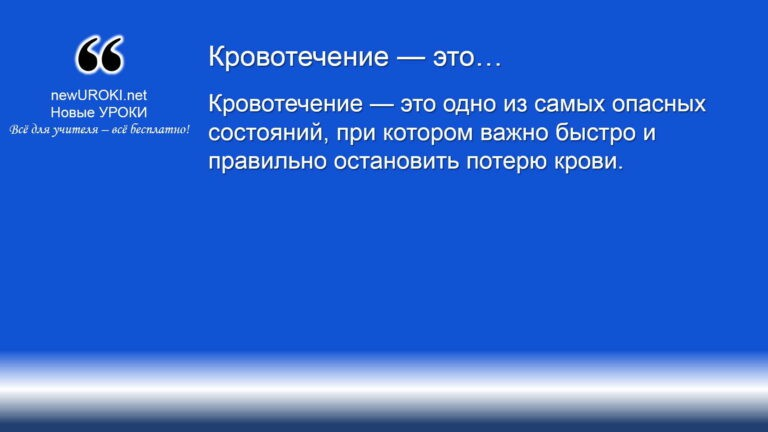 ❝
newUROKI.net
Новые УРОКИ
Всё для учителя – всё бесплатно!
Кровотечение — это…
Кровотечение — это одно из самых опасных
состояний, при котором важно быстро и
правильно остановить потерю крови.